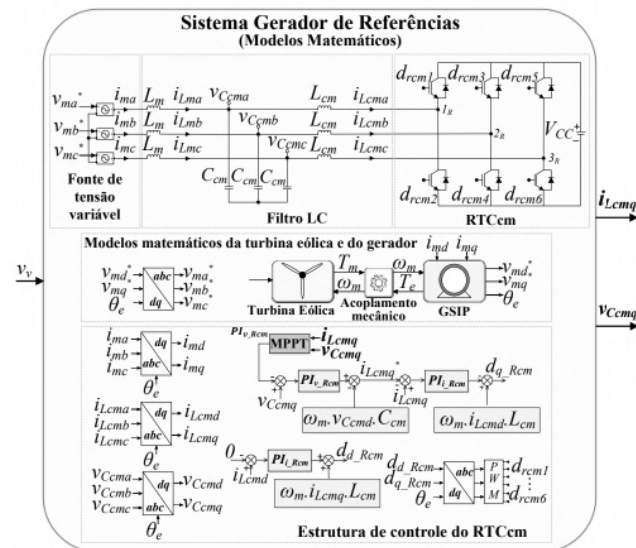 Sistema Gerador de Referências
(Modelos Matemáticos)
v_ma* i_ma L_m i_Lma v_Ccma L_cm i_Lcma
v_mb* i_mb L_m i_Lmb v_Ccmb L_cm i_Lcmb
v_mc* i_mc L_m i_Lmc v_Ccmc L_cm i_Lcmc
C_cm C_cm C_cm
d_rcm1 d_rcm3 d_rcm5
1_R 2_R 3_R
V_CC + -
d_rcm2 d_rcm4 d_rcm6
Fonte de
tensão
variável
Filtro LC
RTCcm
v_v
i_Lcmq
v_Ccmq
Modelos matemáticos da turbina eólica e do gerador
i_md i_mq
v_md* abc v_ma*
v_mq* v_mb*
θ_e dq v_mc*
T_m ω_m
ω_m T_e
v_md*
v_mq*
θ_e
Turbina Eólica
Acoplamento
mecânico
GSIP
i_ma dq i_md
i_mb
i_mc abc i_mq
θ_e
i_Lcma dq i_Lcmd
i_Lcmb
i_Lcmc abc i_Lcmq
θ_e
v_Ccma dq v_Ccmd
v_Ccmb
v_Ccmc abc v_Ccmq
θ_e
PI_v_Rcm
MPPT
i_Lcmq
v_Ccmq
PI_v_Rcm i_Lcmq* PI_i_Rcm d_q_Rcm
v_Ccmq i_Lcmq
ω_m.v_Ccmd.C_cm
ω_m.i_Lcmd.L_cm
0 PI_i_Rcm d_d_Rcm
i_Lcmd
ω_m.i_Lcmq.L_cm
d_d_Rcm abc P d_rcm1
d_q_Rcm W
θ_e dq M d_rcm6
Estrutura de controle do RTCcm